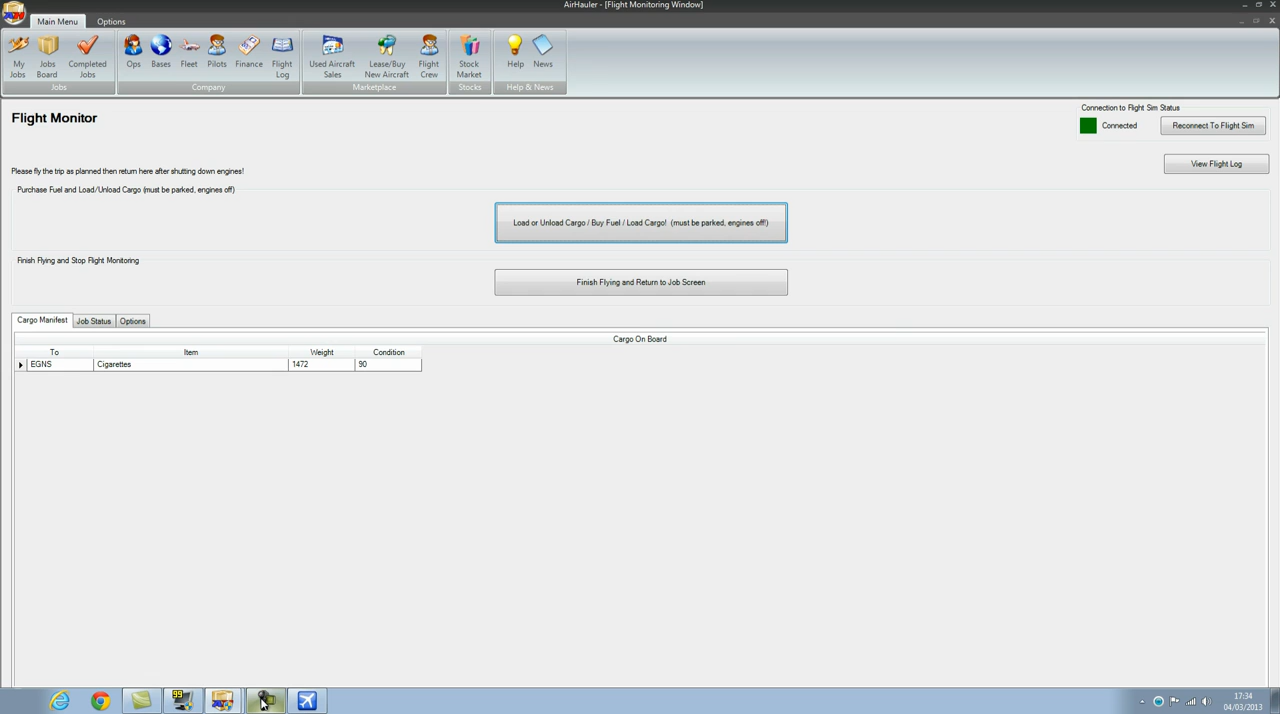 AirHauler - [Flight Monitoring Window]
Main Menu Options
My Jobs
Jobs Board
Completed Jobs
Jobs
Ops
Bases
Fleet
Pilots
Finance
Flight Log
Company
Used Aircraft Sales
Lease/Buy New Aircraft
Flight Crew
Marketplace
Stock Market
Stocks
Help
News
Help & News
Flight Monitor
Connection to Flight Sim Status
Connected
Reconnect To Flight Sim
View Flight Log
Please fly the trip as planned then return here after shutting down engines!
Purchase Fuel and Load/Unload Cargo (must be parked, engines off)
Load or Unload Cargo / Buy Fuel / Load Cargo! (must be parked, engines off!)
Finish Flying and Stop Flight Monitoring
Finish Flying and Return to Job Screen
Cargo Manifest Job Status Options
Cargo On Board
To Item Weight Condition
EGNS Cigarettes 1472 90
99
17:34
04/03/2013